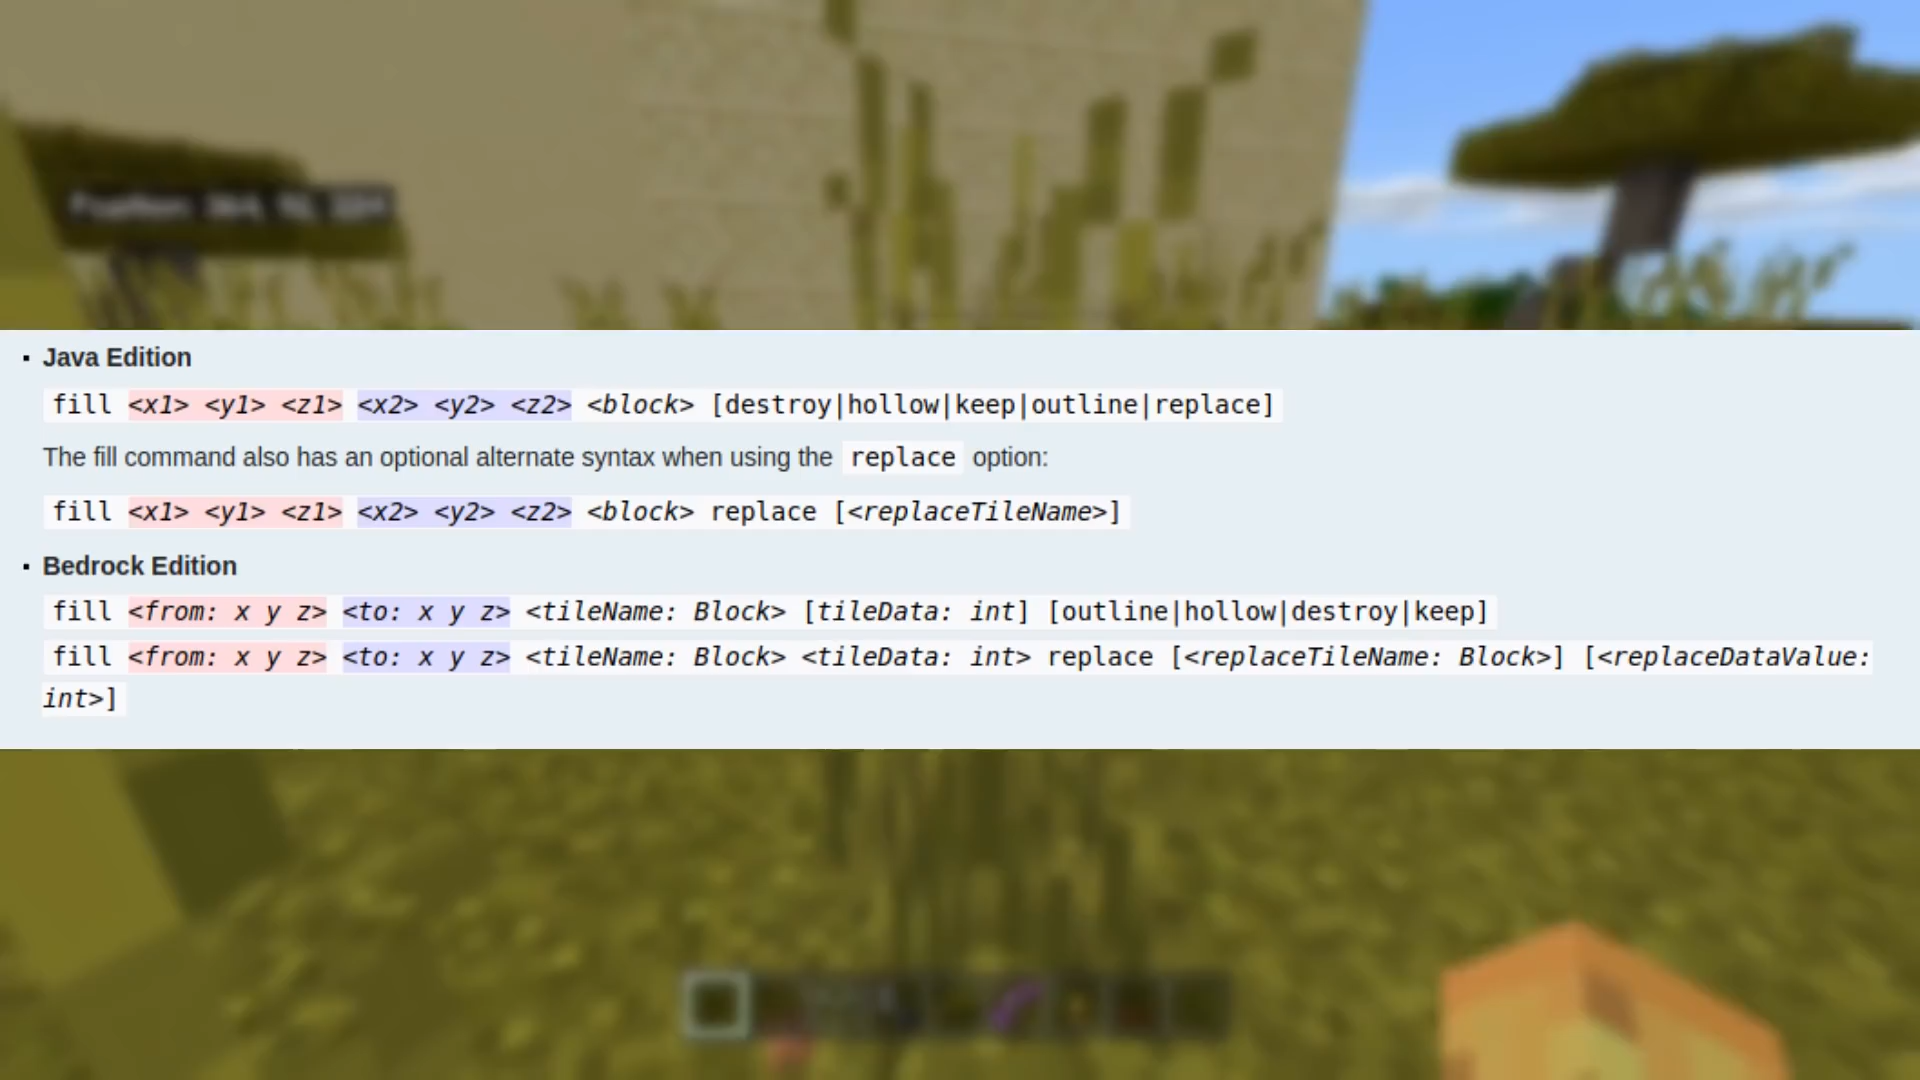 Java Edition
fill <x1> <y1> <z1> <x2> <y2> <z2> <block> [destroy|hollow|keep|outline|replace]
The fill command also has an optional alternate syntax when using the replace option:
fill <x1> <y1> <z1> <x2> <y2> <z2> <block> replace [<replaceTileName>]
Bedrock Edition
fill <from: x y z> <to: x y z> <tileName: Block> [tileData: int] [outline|hollow|destroy|keep]
fill <from: x y z> <to: x y z> <tileName: Block> <tileData: int> replace [<replaceTileName: Block>] [<replaceDataValue:
int>]